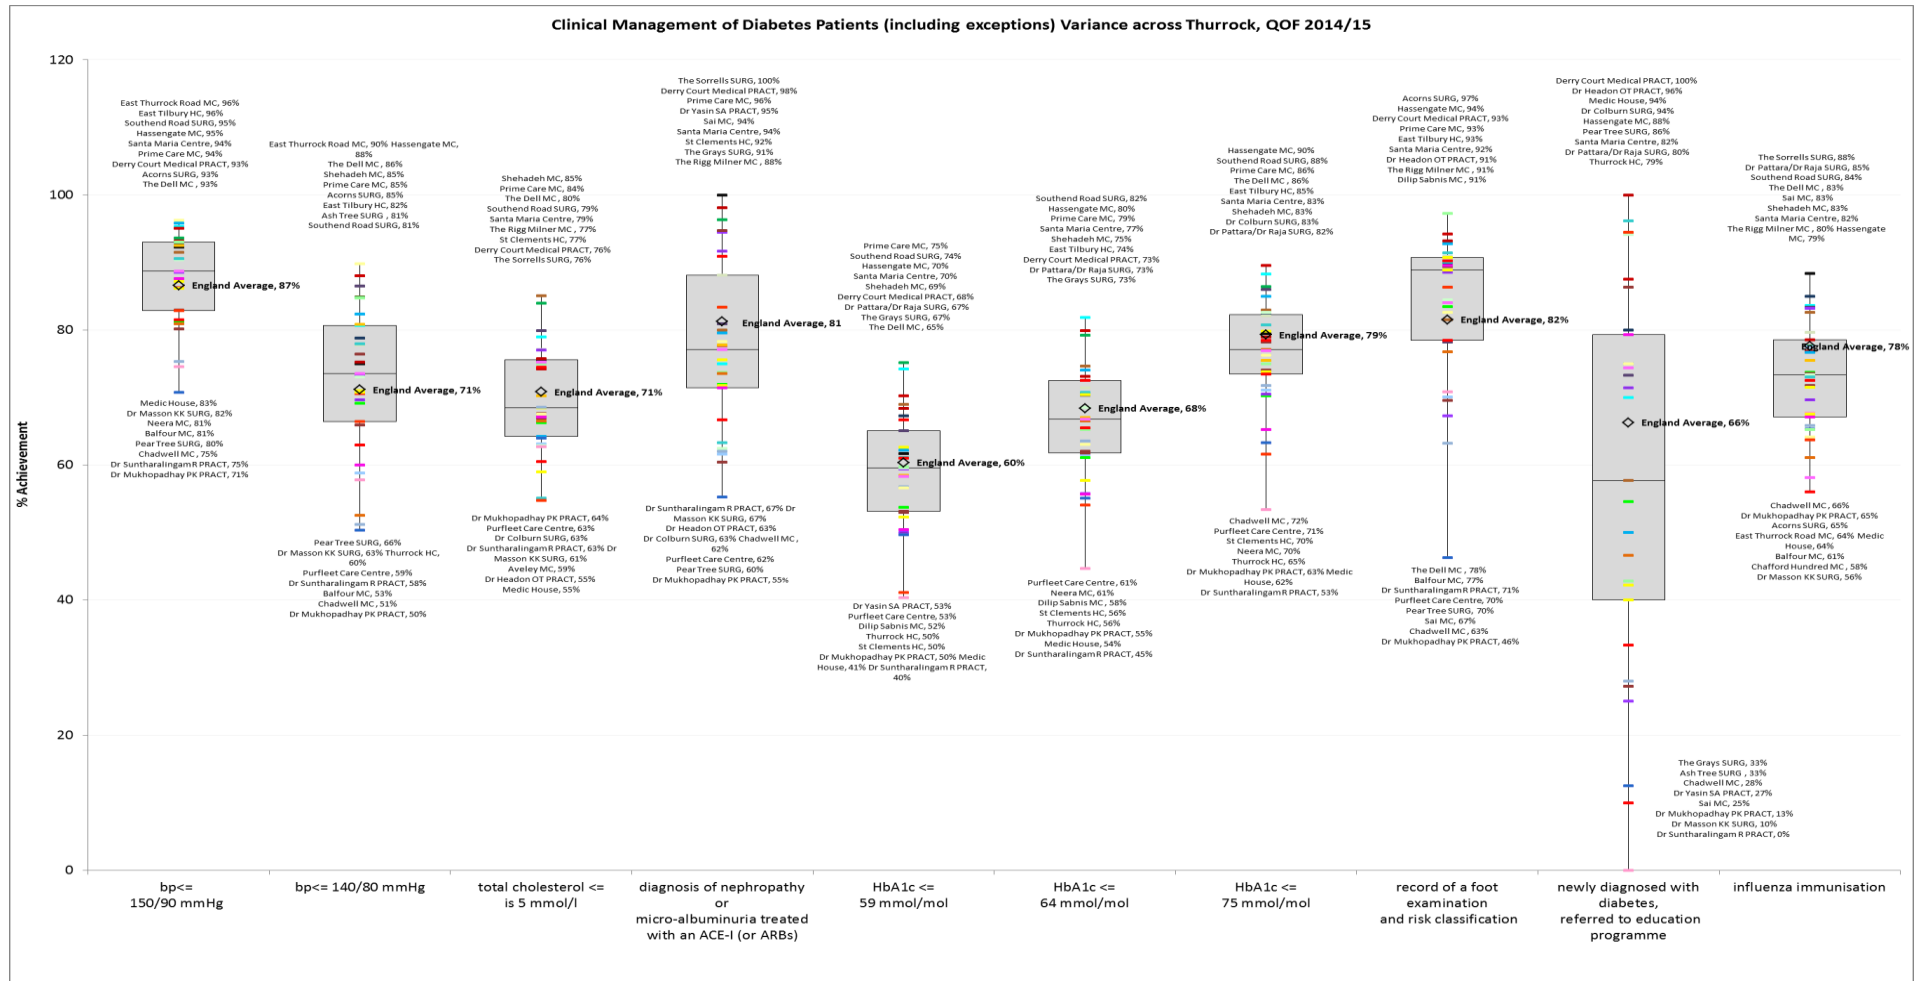 Clinical Management of Diabetes Patients (including exceptions) Variance across Thurrock, QOF 2014/15
% Achievement
120
100
80
60
40
20
0
East Thurrock Road MC, 96%
East Tilbury HC, 96%
Southend Road SURG, 95%
Hassengate MC, 95%
Santa Maria Centre, 94%
Prime Care MC, 94%
Derry Court Medical PRACT, 93%
Acorns SURG, 93%
The Dell MC, 93%
England Average, 87%
Medic House, 83%
Dr Masson KK SURG, 82%
Neera MC, 81%
Balfour MC, 81%
Pear Tree SURG, 80%
Chadwell MC, 75%
Dr Suntharalingam R PRACT, 75%
Dr Mukhopadhay PK PRACT, 71%
bp<=
150/90 mmHg
East Thurrock Road MC, 90% Hassengate MC,
88%
The Dell MC, 86%
Shehadeh MC, 85%
Prime Care MC, 85%
Acorns SURG, 85%
East Tilbury HC, 82%
Ash Tree SURG , 81%
Southend Road SURG, 81%
England Average, 71%
Pear Tree SURG, 66%
Dr Masson KK SURG, 63% Thurrock HC,
60%
Purfleet Care Centre, 59%
Dr Suntharalingam R PRACT, 58%
Balfour MC, 53%
Chadwell MC, 51%
Dr Mukhopadhay PK PRACT, 50%
bp<= 140/80 mmHg
Shehadeh MC, 85%
Prime Care MC, 84%
The Dell MC, 80%
Southend Road SURG, 79%
Santa Maria Centre, 79%
The Rigg Milner MC , 77%
St Clements HC, 77%
Derry Court Medical PRACT, 76%
The Sorrells SURG, 76%
England Average, 71%
Dr Mukhopadhay PK PRACT, 64%
Purfleet Care Centre, 63%
Dr Colburn SURG, 63%
Dr Suntharalingam R PRACT, 63% Dr
Masson KK SURG, 61%
Aveley MC, 59%
Dr Headon OT PRACT, 55%
Medic House, 55%
total cholesterol <=
is 5 mmol/l
The Sorrells SURG, 100%
Derry Court Medical PRACT, 98%
Prime Care MC, 96%
Dr Yasin SA PRACT, 95%
Sai MC, 94%
Santa Maria Centre, 94%
St Clements HC, 92%
The Grays SURG, 91%
The Rigg Milner MC , 88%
England Average, 81
Dr Suntharalingam R PRACT, 67% Dr
Masson KK SURG, 67%
Dr Headon OT PRACT, 63%
Dr Colburn SURG, 63% Chadwell MC ,
62%
Purfleet Care Centre, 62%
Pear Tree SURG, 60%
Dr Mukhopadhay PK PRACT, 55%
diagnosis of nephropathy
or
micro-albuminuria treated
with an ACE-I (or ARBs)
Prime Care MC, 75%
Southend Road SURG, 74%
Hassengate MC, 70%
Santa Maria Centre, 70%
Shehadeh MC, 69%
Derry Court Medical PRACT, 68%
Dr Pattara/Dr Raja SURG, 67%
The Grays SURG, 67%
The Dell MC, 65%
England Average, 60%
Dr Yasin SA PRACT, 53%
Purfleet Care Centre, 53%
Dilip Sabnis MC, 52%
Thurrock HC, 50%
St Clements HC, 50%
Dr Mukhopadhay PK PRACT, 50% Medic
House, 41% Dr Suntharalingam R PRACT,
40%
HbA1c <=
59 mmol/mol
Southend Road SURG, 82%
Hassengate MC, 80%
Prime Care MC, 79%
Santa Maria Centre, 77%
Shehadeh MC, 75%
East Tilbury HC, 74%
Derry Court Medical PRACT, 73%
Dr Pattara/Dr Raja SURG, 73%
The Grays SURG, 73%
England Average, 68%
Purfleet Care Centre, 61%
Neera MC, 61%
Dilip Sabnis MC, 58%
St Clements HC, 56%
Thurrock HC, 56%
Dr Mukhopadhay PK PRACT, 55%
Medic House, 54%
Dr Suntharalingam R PRACT, 45%
HbA1c <=
64 mmol/mol
Hassengate MC, 90%
Southend Road SURG, 88%
Prime Care MC, 86%
The Dell MC, 86%
East Tilbury HC, 85%
Santa Maria Centre, 83%
Shehadeh MC, 83%
Dr Colburn SURG, 83%
Dr Pattara/Dr Raja SURG, 82%
England Average, 79%
Chadwell MC, 72%
Purfleet Care Centre, 71%
St Clements HC, 70%
Neera MC, 70%
Thurrock HC, 65%
Dr Mukhopadhay PK PRACT, 63% Medic
House, 62%
Dr Suntharalingam R PRACT, 53%
HbA1c <=
75 mmol/mol
Acorns SURG, 97%
Hassengate MC, 94%
Derry Court Medical PRACT, 93%
Prime Care MC, 93%
East Tilbury HC, 93%
Santa Maria Centre, 92%
Dr Headon OT PRACT, 91%
The Rigg Milner MC , 91%
Dilip Sabnis MC, 91%
England Average, 82%
The Dell MC, 78%
Balfour MC, 77%
Dr Suntharalingam R PRACT, 71%
Purfleet Care Centre, 70%
Pear Tree SURG, 70%
Sai MC, 67%
Chadwell MC, 63%
Dr Mukhopadhay PK PRACT, 46%
record of a foot
examination
and risk classification
Derry Court Medical PRACT, 100%
Dr Headon OT PRACT, 96%
Medic House, 94%
Dr Colburn SURG, 94%
Hassengate MC, 88%
Pear Tree SURG, 86%
Santa Maria Centre, 82%
Dr Pattara/Dr Raja SURG, 80%
Thurrock HC, 79%
England Average, 66%
The Grays SURG, 33%
Ash Tree SURG , 33%
Chadwell MC, 28%
Dr Yasin SA PRACT, 27%
Sai MC, 25%
Dr Mukhopadhay PK PRACT, 13%
Dr Masson KK SURG, 10%
Dr Suntharalingam R PRACT, 0%
newly diagnosed with
diabetes,
referred to education
programme
The Sorrells SURG, 88%
Dr Pattara/Dr Raja SURG, 85%
Southend Road SURG, 84%
The Dell MC, 83%
Sai MC, 83%
Shehadeh MC, 83%
Santa Maria Centre, 82%
The Rigg Milner MC , 80% Hassengate
MC, 79%
England Average, 78%
Chadwell MC, 66%
Dr Mukhopadhay PK PRACT, 65%
Acorns SURG, 65%
East Thurrock Road MC, 64% Medic
House, 64%
Balfour MC, 61%
Chafford Hundred MC, 58%
Dr Masson KK SURG, 56%
influenza immunisation